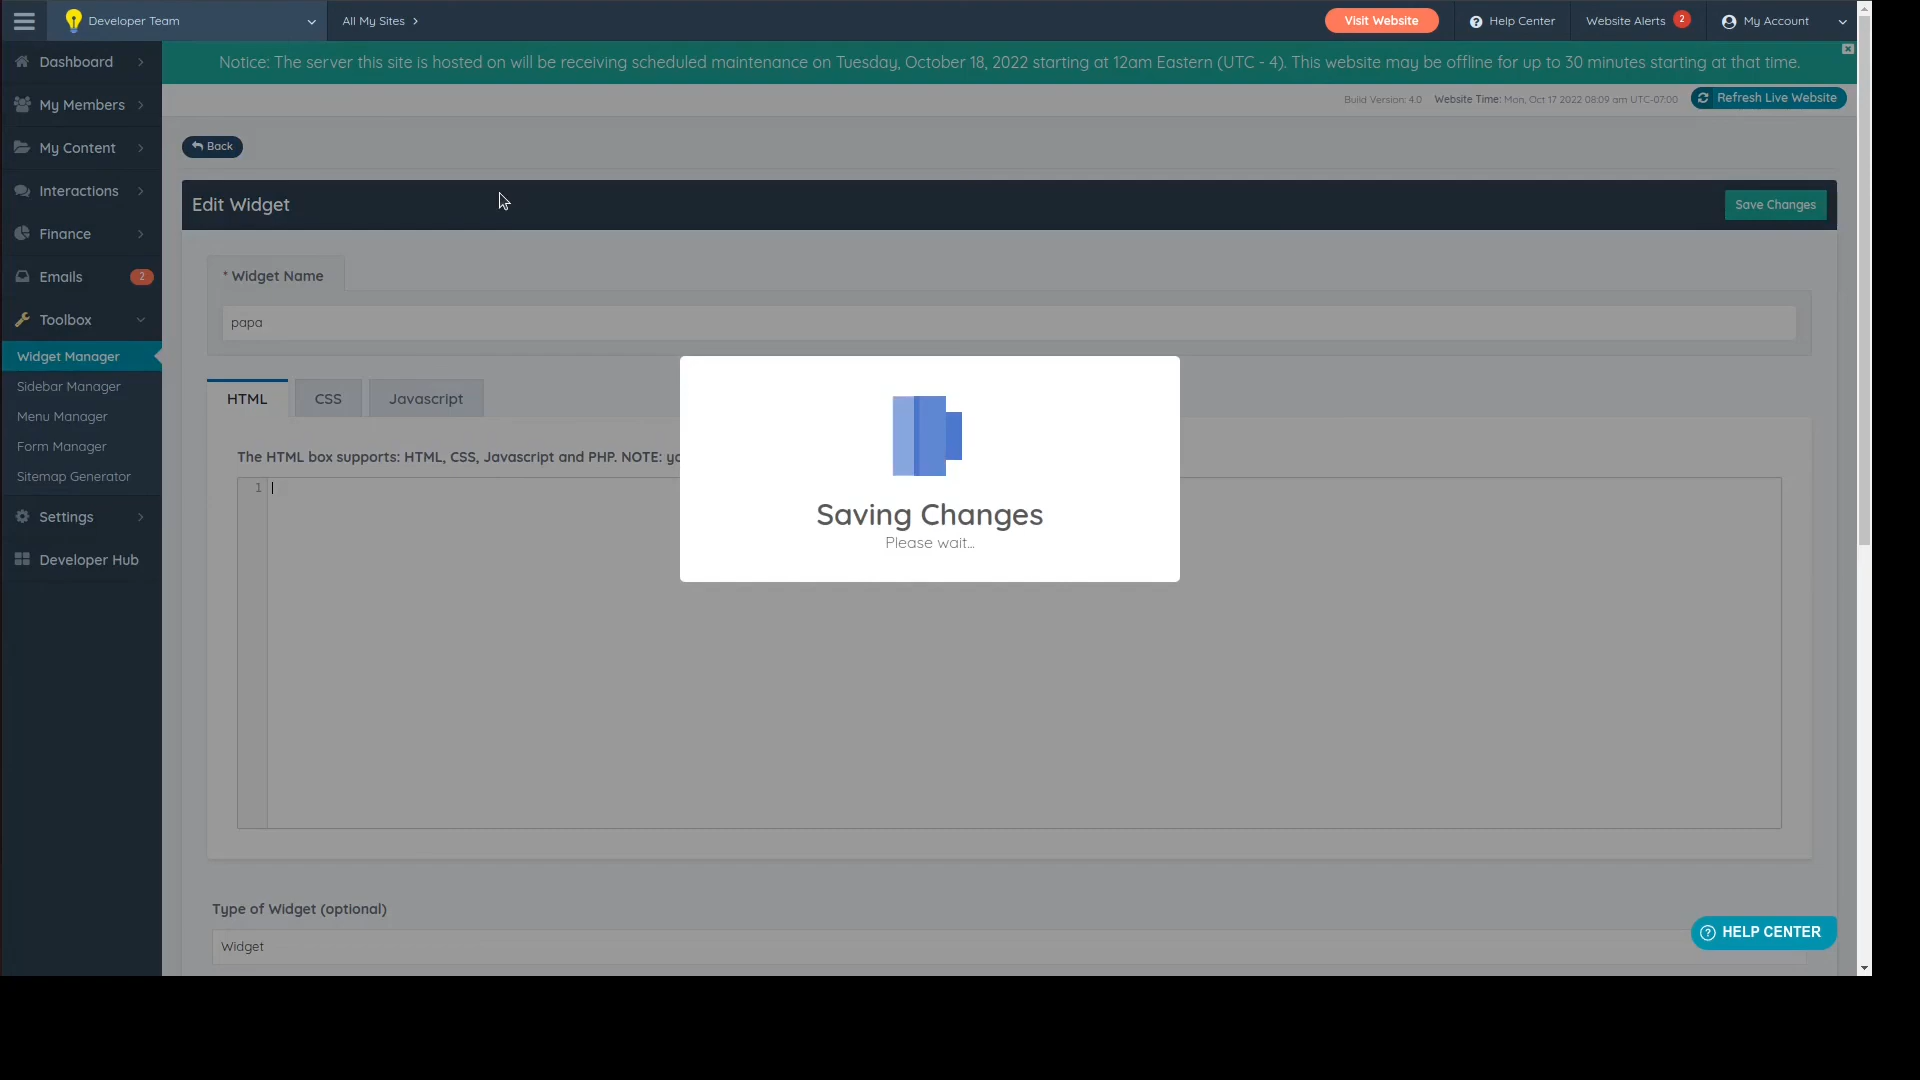 Developer Team
All My Sites
Visit Website
Help Center
Website Alerts 2
My Account
Notice: The server this site is hosted on will be receiving scheduled maintenance on Tuesday, October 18, 2022 starting at 12am Eastern (UTC - 4). This website may be offline for up to 30 minutes starting at that time.
Build Version: 4.0 Website Time: Mon, Oct 17 2022 08:09 am UTC-07:00
Refresh Live Website
Dashboard
My Members
My Content
Interactions
Finance
Emails 2
Toolbox
Widget Manager
Sidebar Manager
Menu Manager
Form Manager
Sitemap Generator
Settings
Developer Hub
Back
Edit Widget
Save Changes
* Widget Name
papa
HTML
CSS
Javascript
The HTML box supports: HTML, CSS, Javascript and PHP. NOTE:
1
Saving Changes
Please wait...
Type of Widget (optional)
Widget
HELP CENTER